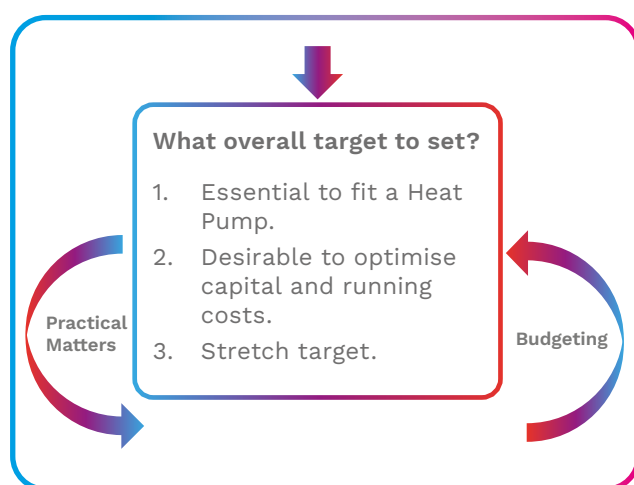 What overall target to set?
1. Essential to fit a Heat
Pump.
2. Desirable to optimise
capital and running
costs.
3. Stretch target.
Practical
Matters
Budgeting